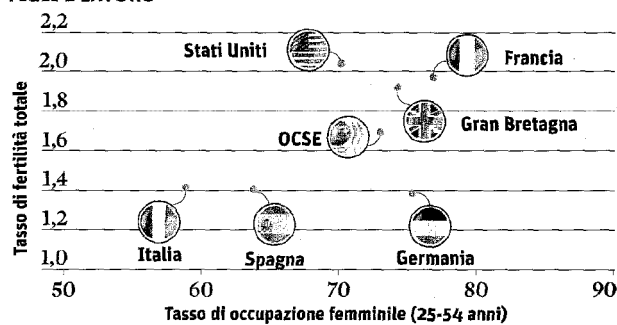 2,2
Stati Uniti
Francia
2,0
1,8
Gran Bretagna
OCSE
1,6
1,4
1,2
Italia
Spagna
Germania
1,0
50 60 70 80 90
Tasso di fertilità totale
Tasso di occupazione femminile (25-54 anni)